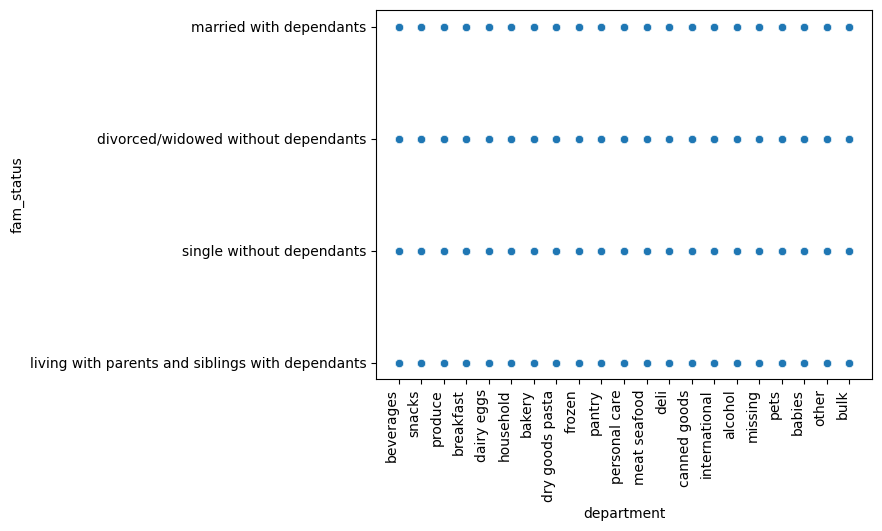 married with dependants
divorced/widowed without dependants
single without dependants
living with parents and siblings with dependants
fam_status
beverages
snacks
produce
breakfast
dairy eggs
household
bakery
dry goods pasta
frozen
pantry
personal care
meat seafood
deli
canned goods
international
alcohol
missing
pets
babies
other
bulk
department